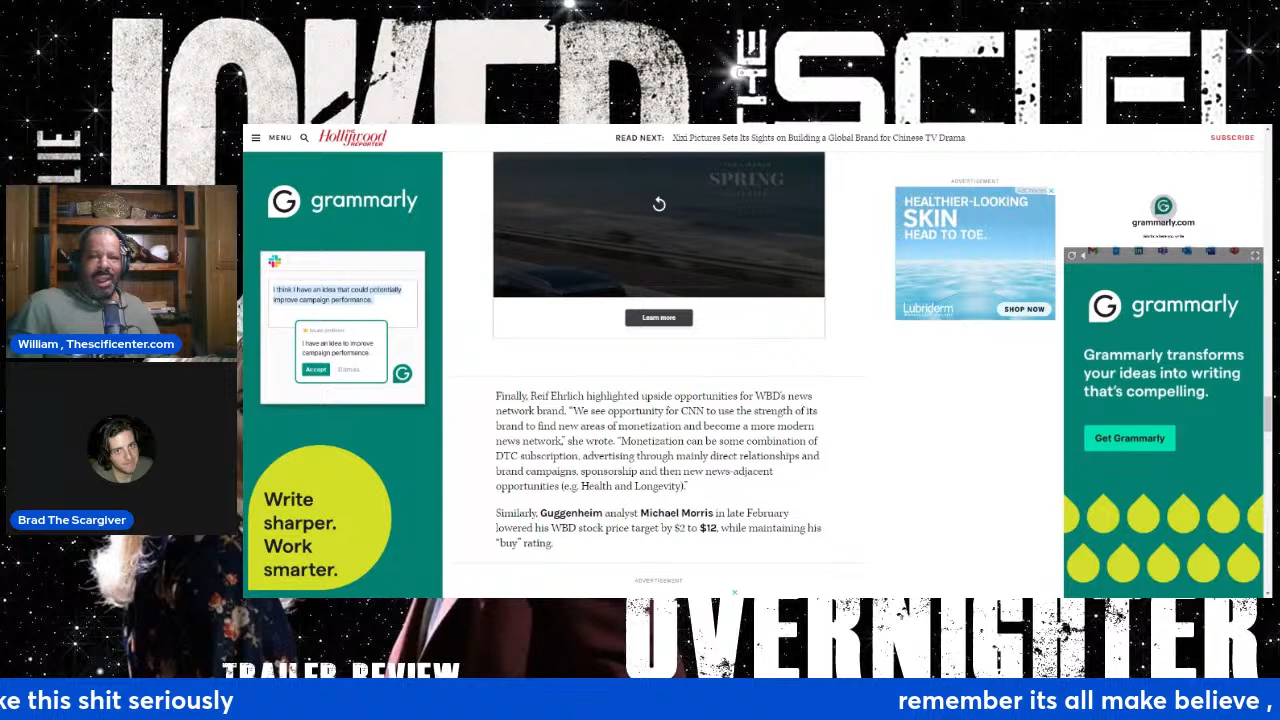 THE
THE
MENU
The Hollywood
REPORTER
READ NEXT: Xixi Pictures Sets Its Sights on Building a Global Brand for Chinese TV Drama
SUBSCRIBE
grammarly
I think I have an idea that could potentially
improve campaign performance.
I have an idea to improve
campaign performance.
Accept
Dismiss
Write
sharper.
Work
smarter.
SPRING
Learn more
Finally, Reif Ehrlich highlighted upside opportunities for WBD's news
network brand. “We see opportunity for CNN to use the strength of its
brand to find new areas of monetization and become a more modern
news network,” she wrote. “Monetization can be some combination of
DTC subscription, advertising through mainly direct relationships and
brand campaigns, sponsorship and then new news-adjacent
opportunities (e.g. Health and Longevity).”
Similarly, Guggenheim analyst Michael Morris in late February
lowered his WBD stock price target by $2 to $12, while maintaining his
“buy” rating.
ADVERTISEMENT
ADVERTISEMENT
HEALTHIER-LOOKING
SKIN
HEAD TO TOE.
Lubriderm
SHOP NOW
grammarly.com
grammarly
Grammarly transforms
your ideas into writing
that's compelling.
Get Grammarly
William , Thescificenter.com
Brad The Scargiver
OVERNIGHTER
TRAILER REVIEW
ke this shit seriously
remember its all make believe ,